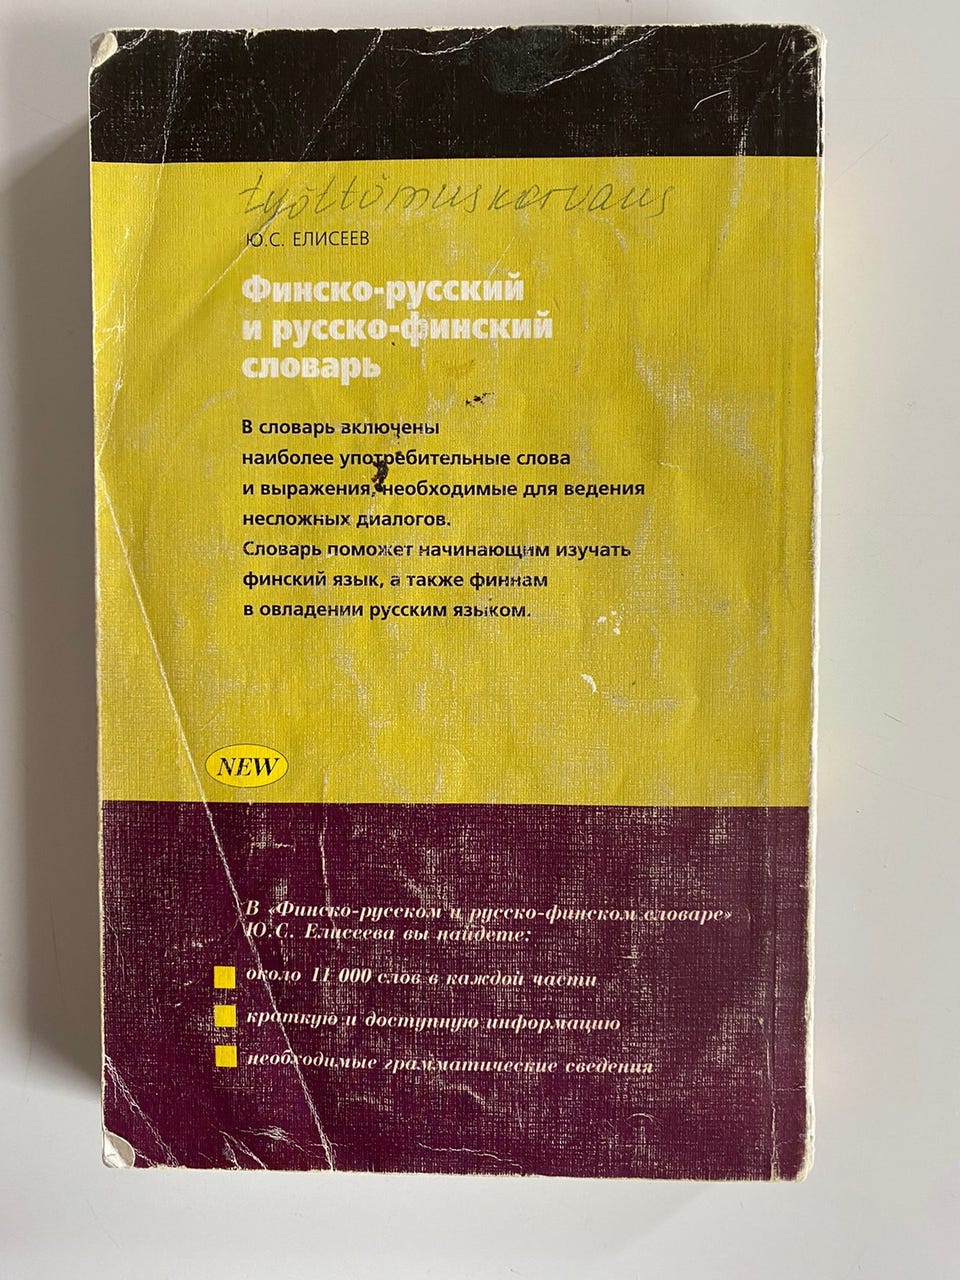 työttömuskorvaus
Ю.С. ЕЛИСЕЕВ
Финско-русский
и русско-финский
словарь
В словарь включены
наиболее употребительные слова
и выражения, необходимые для ведения
несложных диалогов.
Словарь поможет начинающим изучать
финский язык, а также финнам
в овладении русским языком.
NEW
В «Финско-русском и русско-финском словаре»
Ю.С. Елисеева вы найдете:
около 11 000 слов в каждой части
краткую и доступную информацию
необходимые грамматические сведения